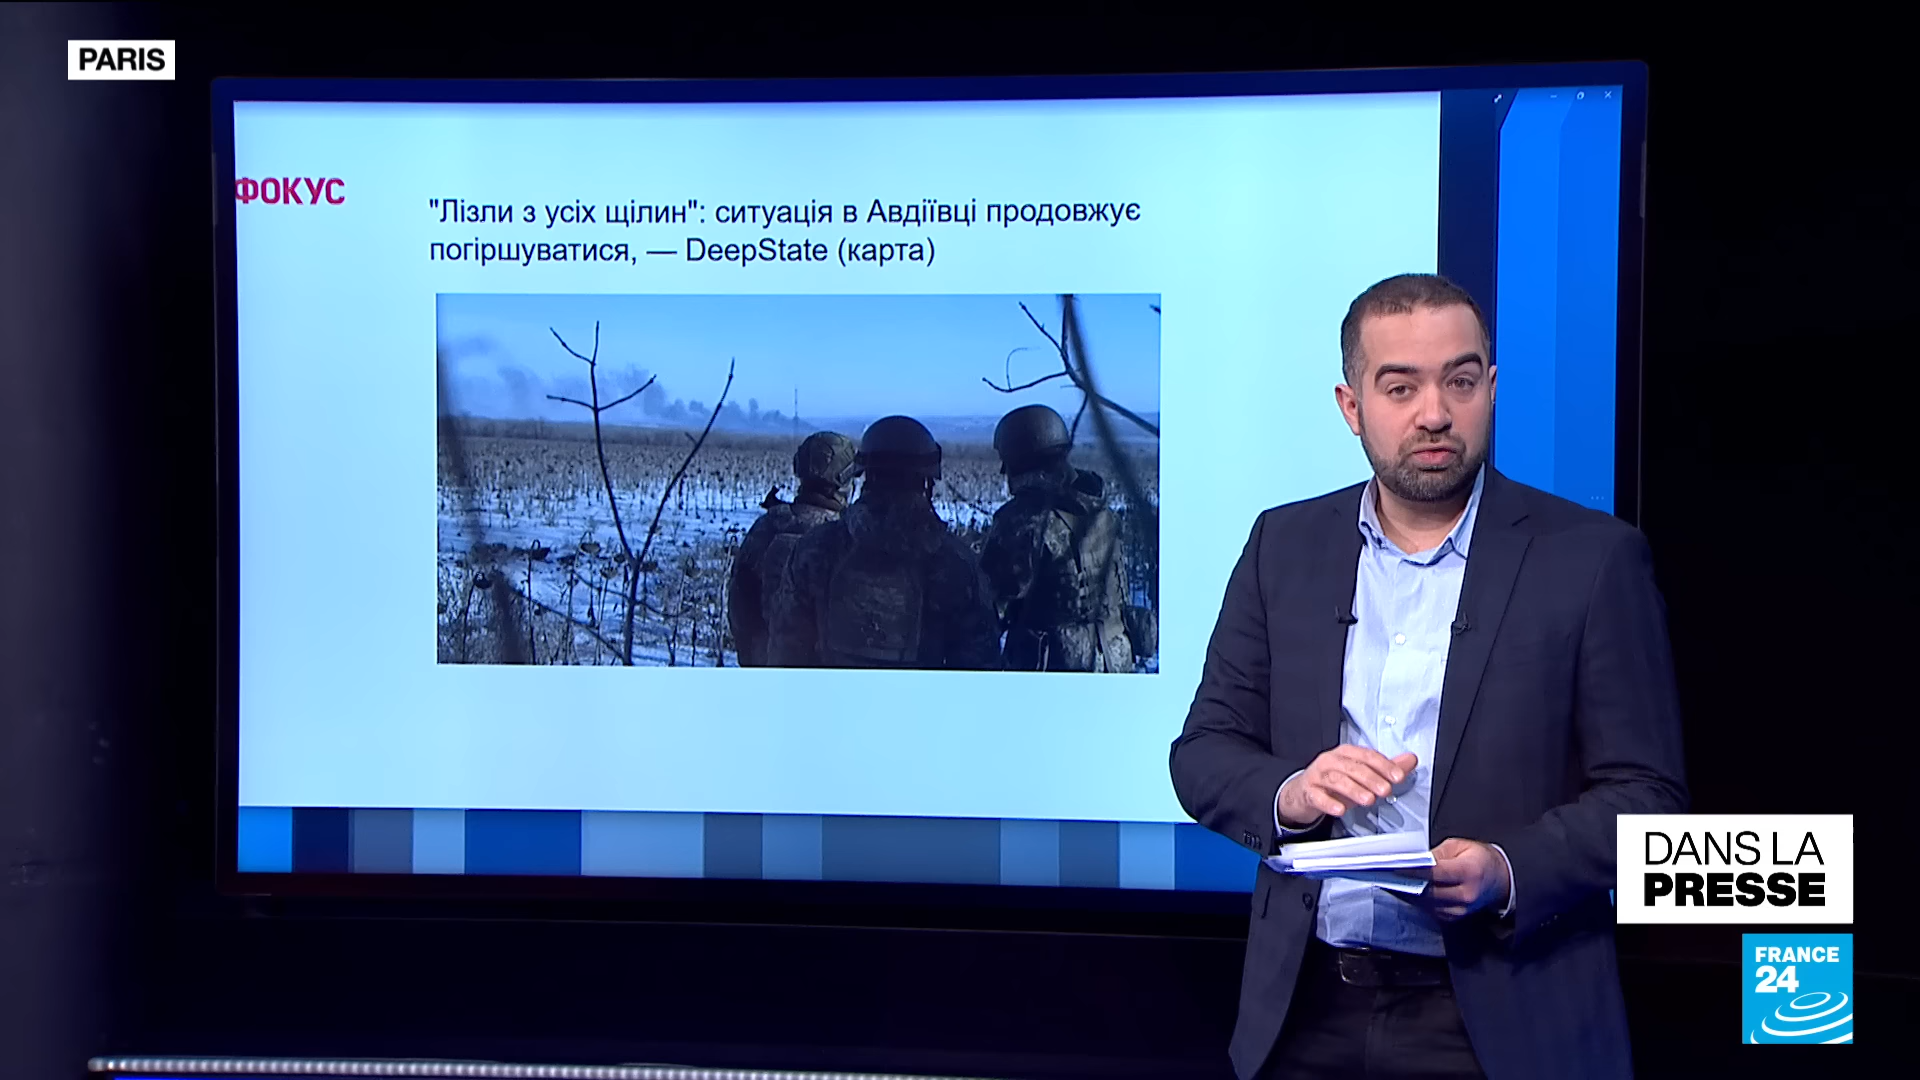 PARIS
ФОКУС
"Лізли з усіх щілин": ситуація в Авдіївці продовжує
погіршуватися, — DeepState (карта)
DANS LA
PRESSE
FRANCE
24